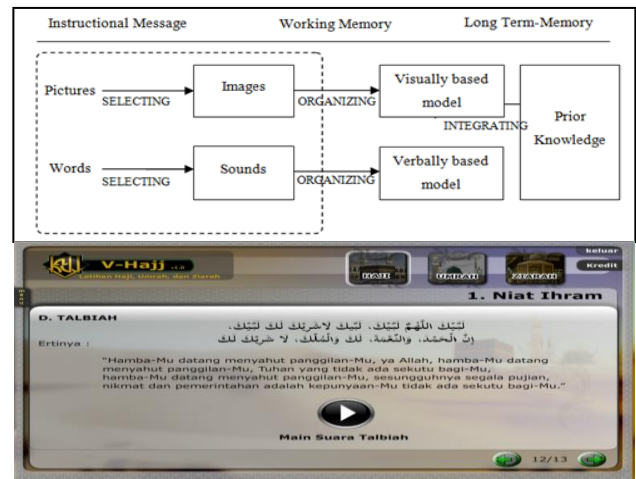 Instructional Message Working Memory Long Term-Memory
Pictures SELECTING Images ORGANIZING Visually based model
INTEGRATING Prior Knowledge
Words SELECTING Sounds ORGANIZING Verbally based model
V-Hajj v1.0
Latihan Haji, Umrah, dan Ziarah
HAJI UMRAH ZIARAH
keluar
Kredit
1. Niat Ihram
D. TALBIAH
لَبَّيْكَ اللَّهُمَّ لَبَّيْكَ، لَبَّيْكَ لَا شَرِيْكَ لَكَ لَبَّيْكَ،
إِنَّ الْحَمْدَ، وَالنِّعْمَةَ، لَكَ وَالْمُلْكَ، لَا شَرِيْكَ لَكَ
Ertinya :
"Hamba-Mu datang menyahut panggilan-Mu, ya Allah, hamba-Mu datang
menyahut panggilan-Mu, Tuhan yang tidak ada sekutu bagi-Mu,
hamba-Mu datang menyahut panggilan-Mu, sesungguhnya segala pujian,
nikmat dan pemerintahan adalah kepunyaan-Mu tidak ada sekutu bagi-Mu."
Main Suara Talbiah
12/13